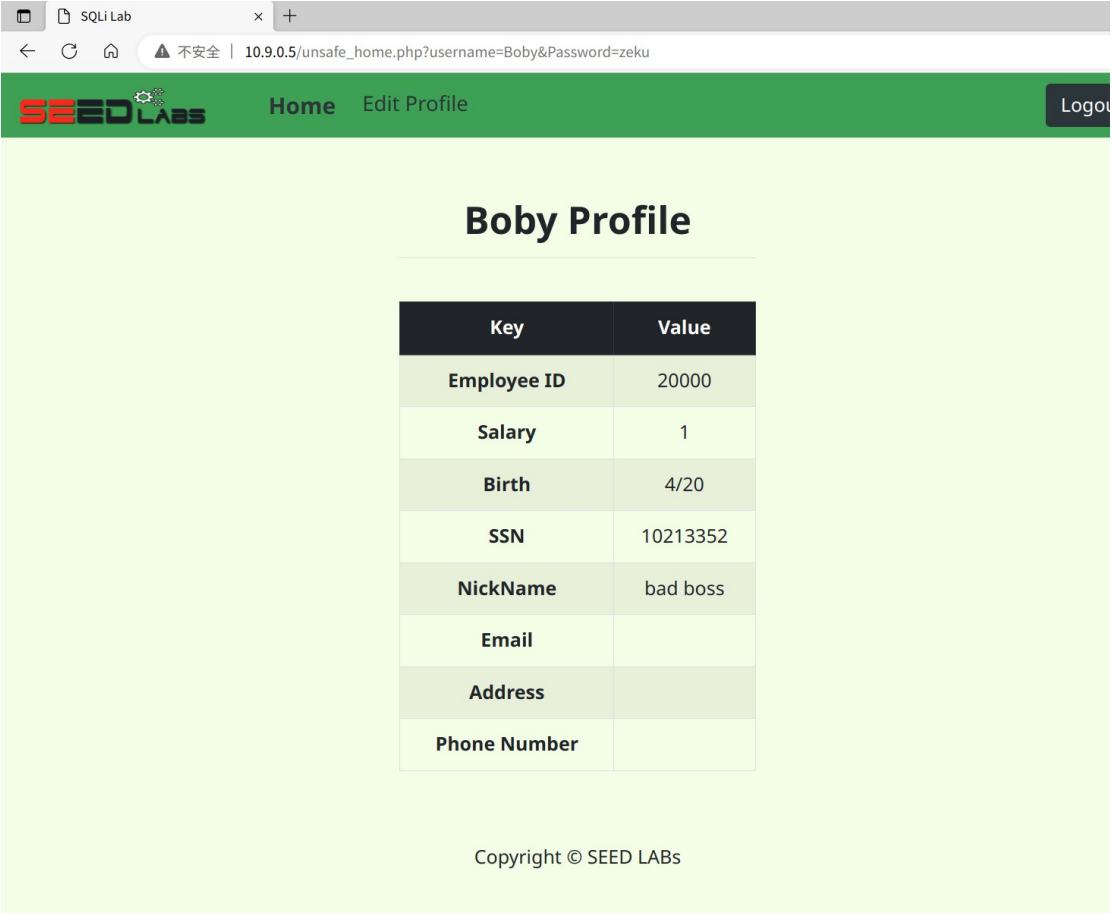 SQLi Lab
不安全 10.9.0.5/unsafe_home.php?username=Boby&Password=zeku
SEEDLABS Home Edit Profile Logou
Boby Profile
Key Value
Employee ID 20000
Salary 1
Birth 4/20
SSN 10213352
NickName bad boss
Email
Address
Phone Number
Copyright © SEED LABs